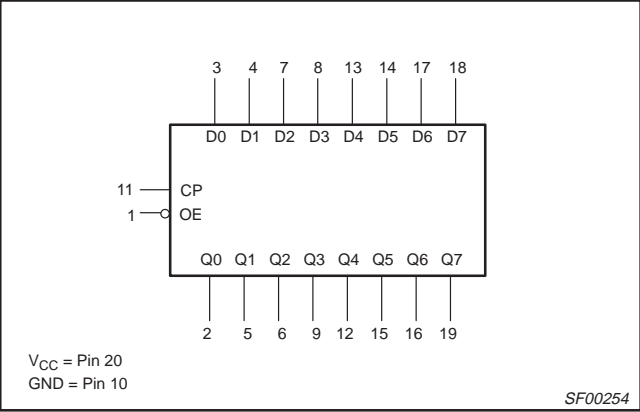 3 4 7 8 13 14 17 18
D0 D1 D2 D3 D4 D5 D6 D7
11 CP
1 OE
Q0 Q1 Q2 Q3 Q4 Q5 Q6 Q7
2 5 6 9 12 15 16 19
VCC = Pin 20
GND = Pin 10
SF00254